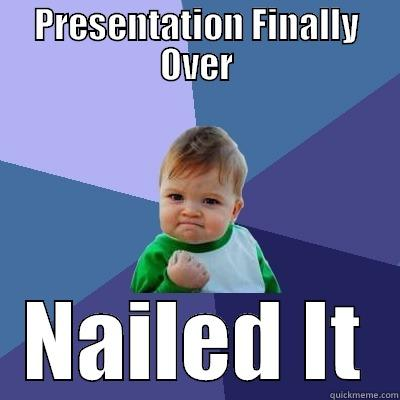 Presentation Finally
Over
Nailed It
quickmeme.com